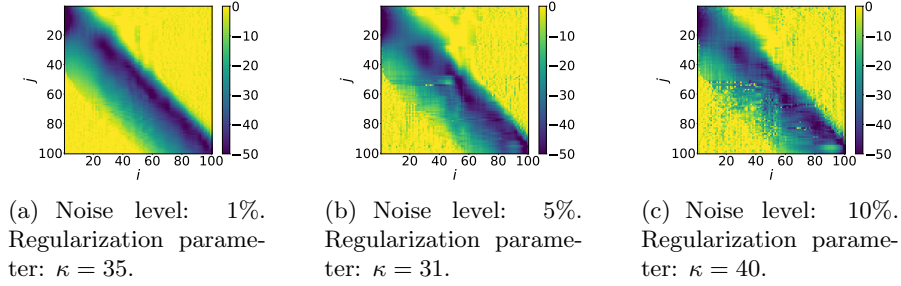 0
0
0
20
−10
20
−10
20
−10
40
−20
40
−20
40
−20
j
j
j
60
−30
60
−30
60
−30
80
−40
80
−40
80
−40
100
−50
100
−50
100
−50
20 40 60 80 100
20 40 60 80 100
20 40 60 80 100
i
i
i
(a) Noise level: 1%.
Regularization parame-
ter: κ = 35.
(b) Noise level: 5%.
Regularization parame-
ter: κ = 31.
(c) Noise level: 10%.
Regularization parame-
ter: κ = 40.